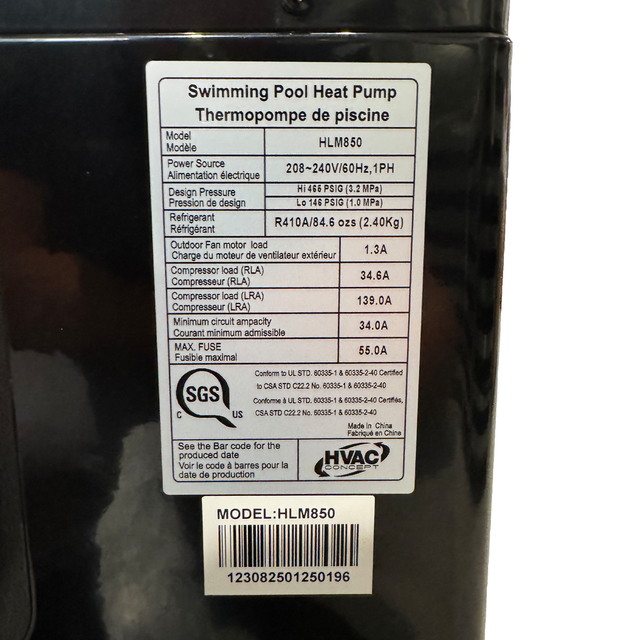 Swimming Pool Heat Pump
Thermopompe de piscine
Model
Modèle
HLM850
Power Source
Alimentation électrique
208~240V/60Hz,1PH
Design Pressure
Pression de design
Hi 465 PSIG (3.2 MPa)
Lo 146 PSIG (1.0 MPa)
Refrigerant
Réfrigérant
R410A/84.6 ozs (2.40Kg)
Outdoor Fan motor load
Charge du moteur de ventilateur extérieur
1.3A
Compressor load (RLA)
Compresseur (RLA)
34.6A
Compressor load (LRA)
Compresseur (LRA)
139.0A
Minimum circuit ampacity
Courant minimum admissible
34.0A
MAX. FUSE
Fusible maximal
55.0A
SGS
C US
Conform to UL STD. 60335-1 & 60335-2-40 Certified
to CSA STD C22.2 No. 60335-1 & 60335-2-40
Conforme à UL STD. 60335-1 & 60335-2-40 Certifiés,
CSA STD C22.2 No. 60335-1 & 60335-2-40
Made In China
Fabriqué en Chine
See the Bar code for the
produced date
Voir le code à barres pour la
date de production
HVAC
CONCEPT
MODEL:HLM850
123082501250196